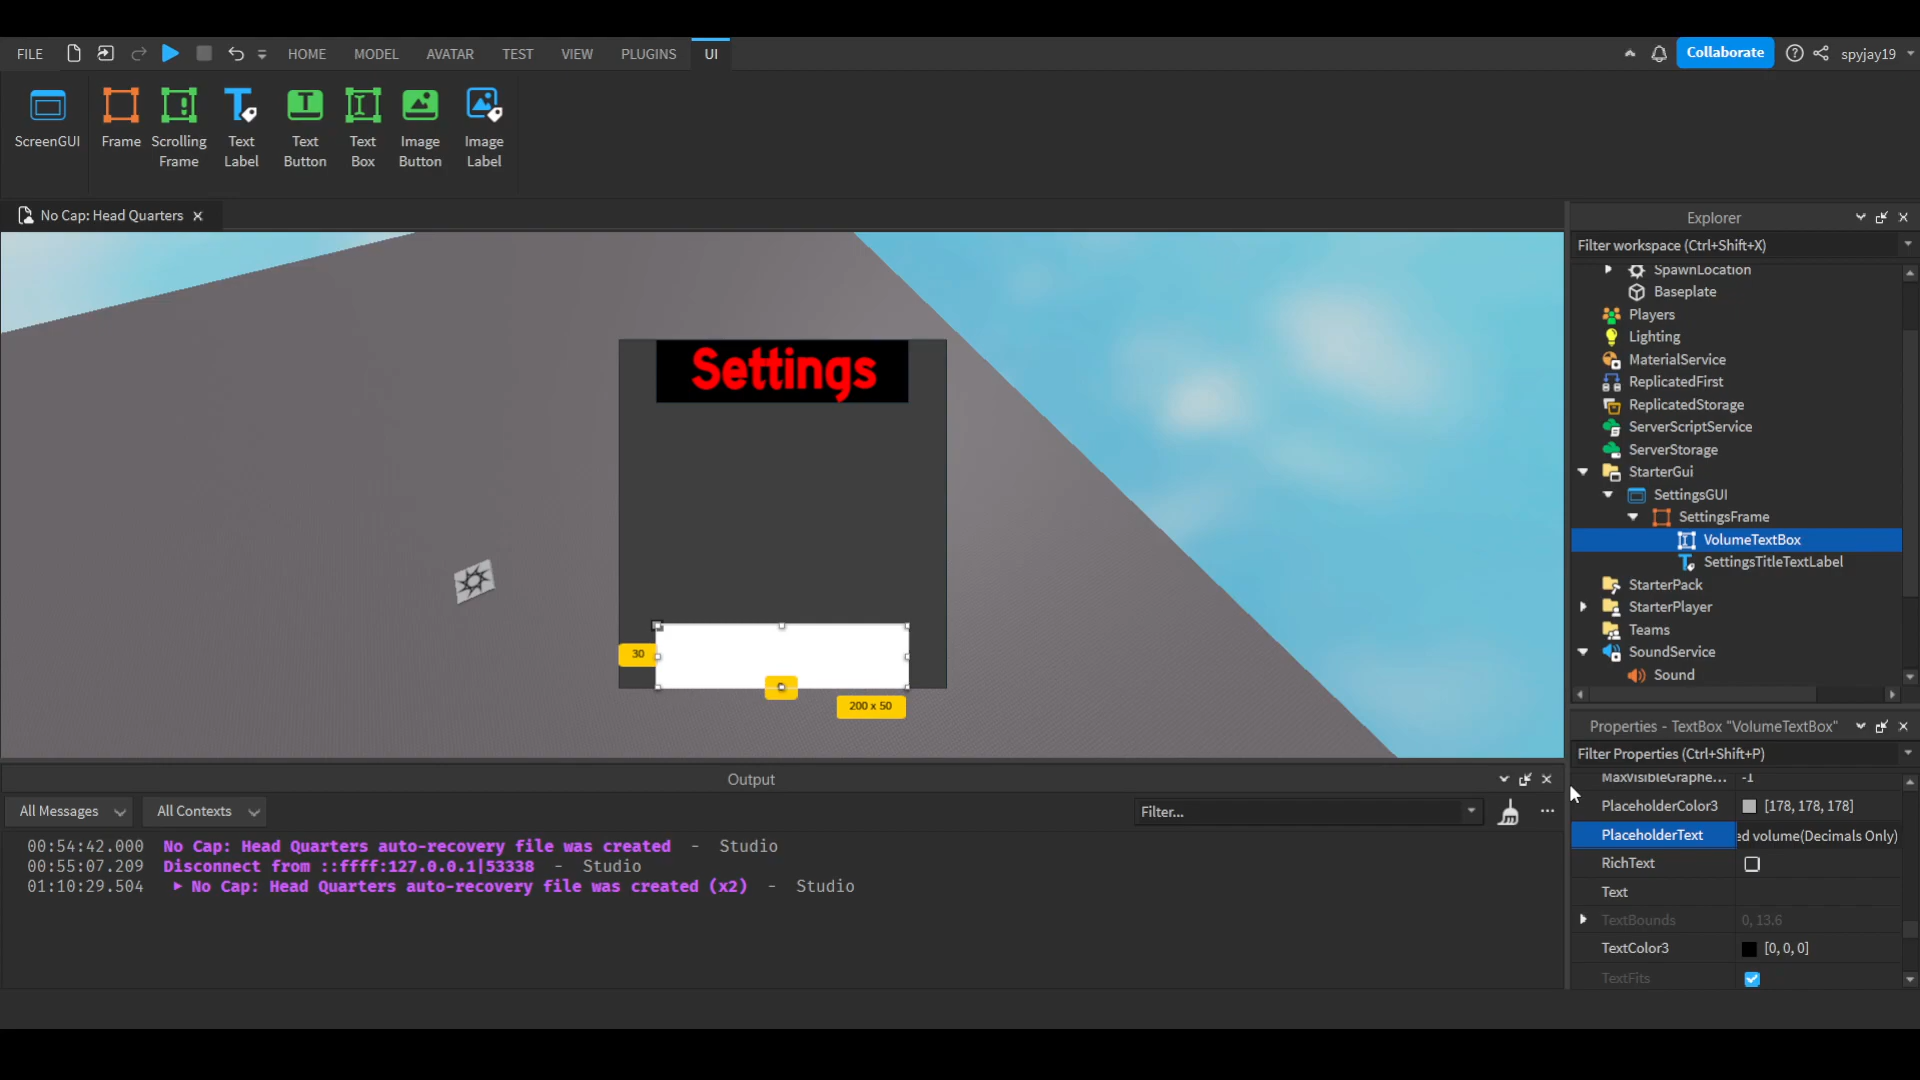 FILE HOME MODEL AVATAR TEST VIEW PLUGINS UI Collaborate spyjay19
ScreenGUI Frame Scrolling Frame Text Label Text Button Text Box Image Button Image Label
No Cap: Head Quarters
Explorer
Filter workspace (Ctrl+Shift+X)
SpawnLocation
Baseplate
Players
Lighting
MaterialService
ReplicatedFirst
ReplicatedStorage
ServerScriptService
ServerStorage
StarterGui
SettingsGUI
SettingsFrame
VolumeTextBox
SettingsTitleTextLabel
StarterPack
StarterPlayer
Teams
SoundService
Sound
Settings
30
200 x 50
Properties - TextBox "VolumeTextBox"
Filter Properties (Ctrl+Shift+P)
MaxVisibleGraphe... -1
PlaceholderColor3 [178, 178, 178]
PlaceholderText ed volume(Decimals Only)
RichText
Text
TextBounds 0, 13.6
TextColor3 [0, 0, 0]
TextFits
Output
All Messages All Contexts Filter...
00:54:42.000 No Cap: Head Quarters auto-recovery file was created - Studio
00:55:07.209 Disconnect from ::ffff:127.0.0.1|53338 - Studio
01:10:29.504 No Cap: Head Quarters auto-recovery file was created (x2) - Studio